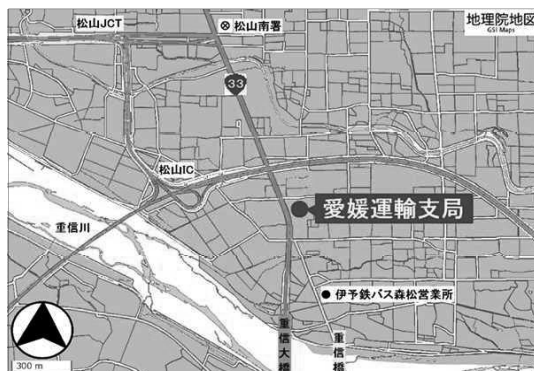 松山JCT
松山南署
地理院地図
GSI Maps
33
松山IC
愛媛運輸支局
重信川
伊予鉄バス森松営業所
重信大橋
重信橋
300 m